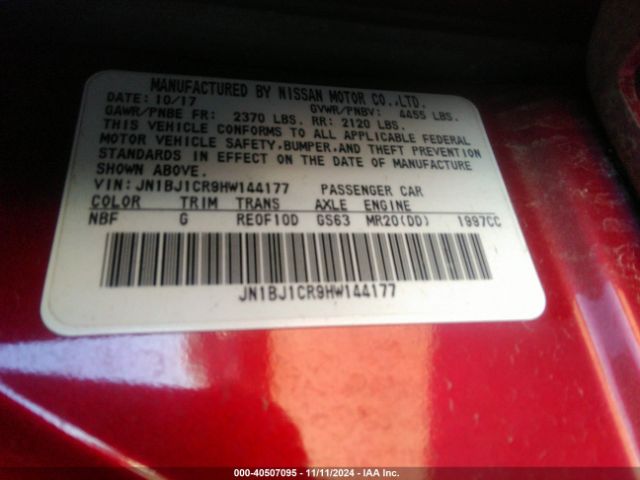 MANUFACTURED BY NISSAN MOTOR CO.,LTD.
DATE: 10/17 GVWR/PNBV: 4455 LBS.
GAWR/PNBE FR: 2370 LBS. RR: 2120 LBS.
THIS VEHICLE CONFORMS TO ALL APPLICABLE FEDERAL
MOTOR VEHICLE SAFETY,BUMPER,AND THEFT PREVENTION
STANDARDS IN EFFECT ON THE DATE OF MANUFACTURE
SHOWN ABOVE.
VIN: JN1BJ1CR9HW144177 PASSENGER CAR
COLOR TRIM TRANS AXLE ENGINE
NBF G RE0F10D GS63 MR20(DD) 1997CC
JN1BJ1CR9HW144177
000-40507095 - 11/11/2024 - IAA Inc.